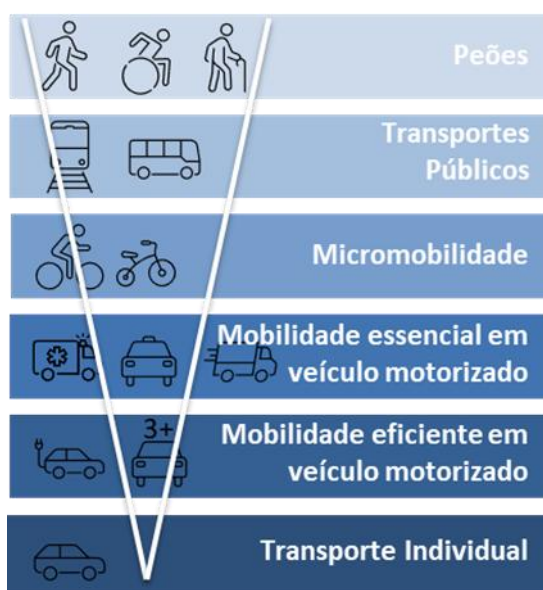 Peões
Transportes
Públicos
Micromobilidade
Mobilidade essencial em
veículo motorizado
3+
Mobilidade eficiente em
veículo motorizado
Transporte Individual